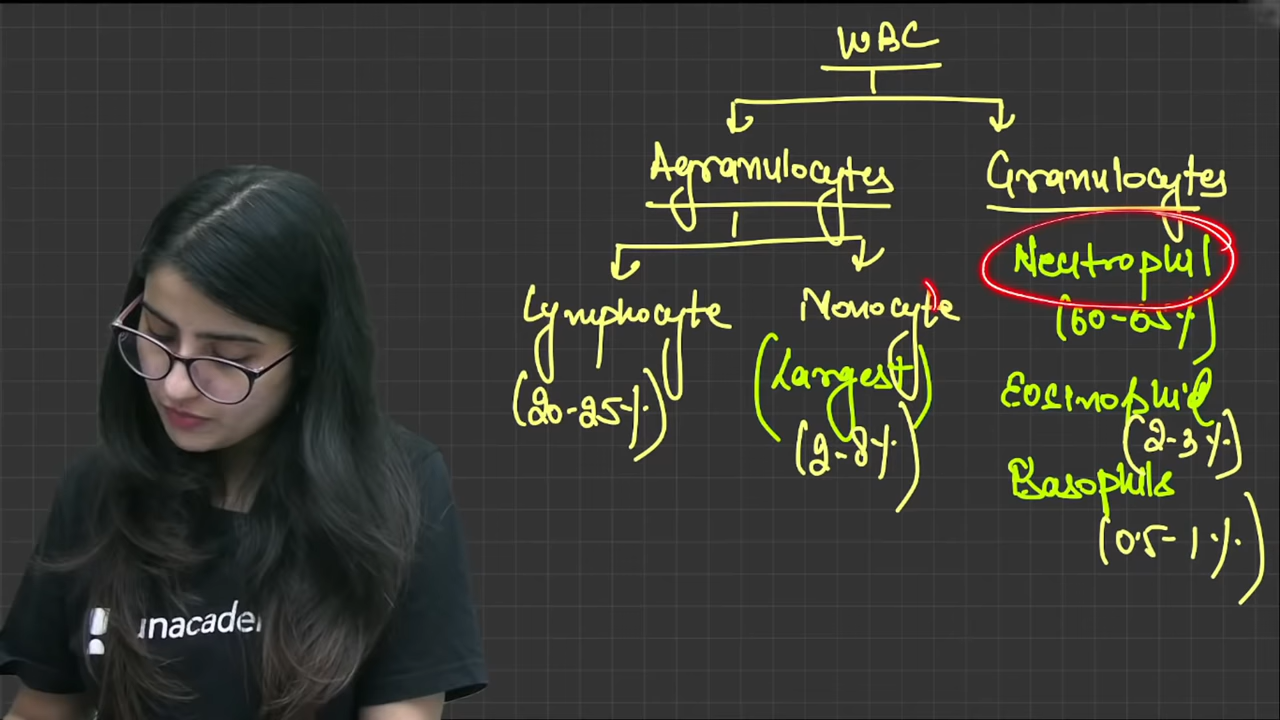 WBC
Agranulocytes
Granulocytes
Neutrophil
(60-65%)
Eosinophil
(2-3%)
Basophils
(0.5-1%)
Lymphocyte
(20-25%)
Monocyte
(Largest)
(2-8%)
unacade